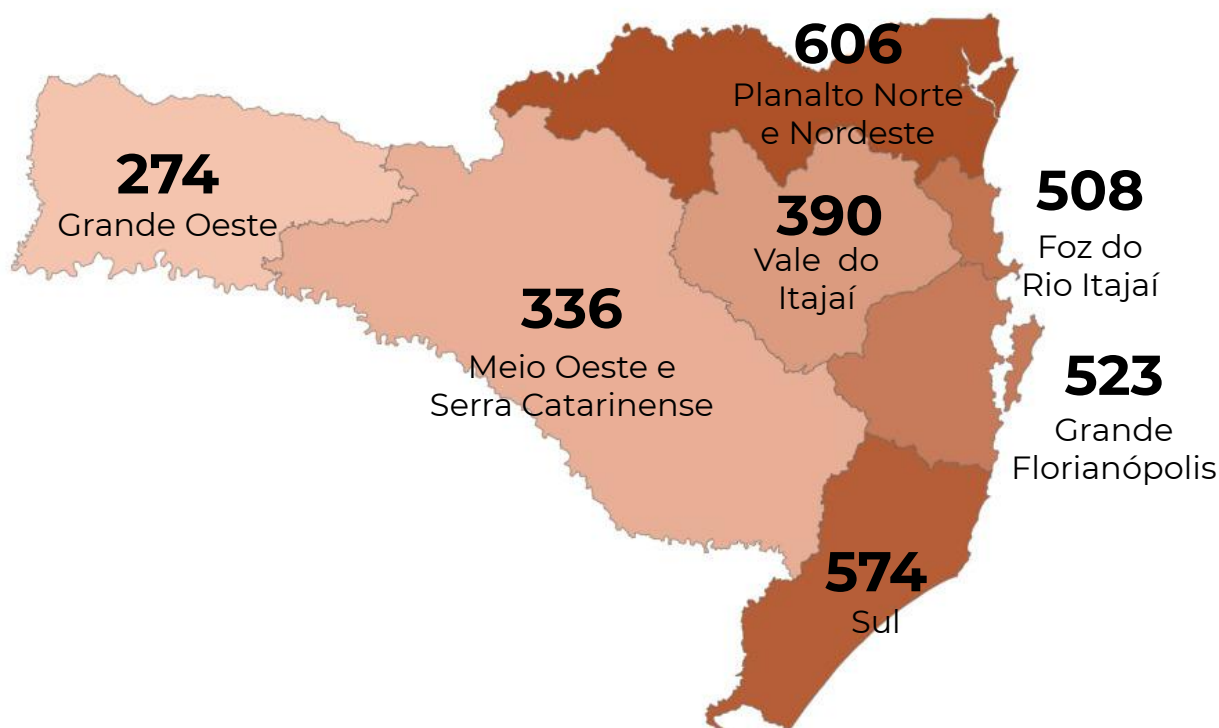 606
Planalto Norte
e Nordeste
274
Grande Oeste
390
Vale do
Itajaí
508
Foz do
Rio Itajaí
336
Meio Oeste e
Serra Catarinense
523
Grande
Florianópolis
574
Sul